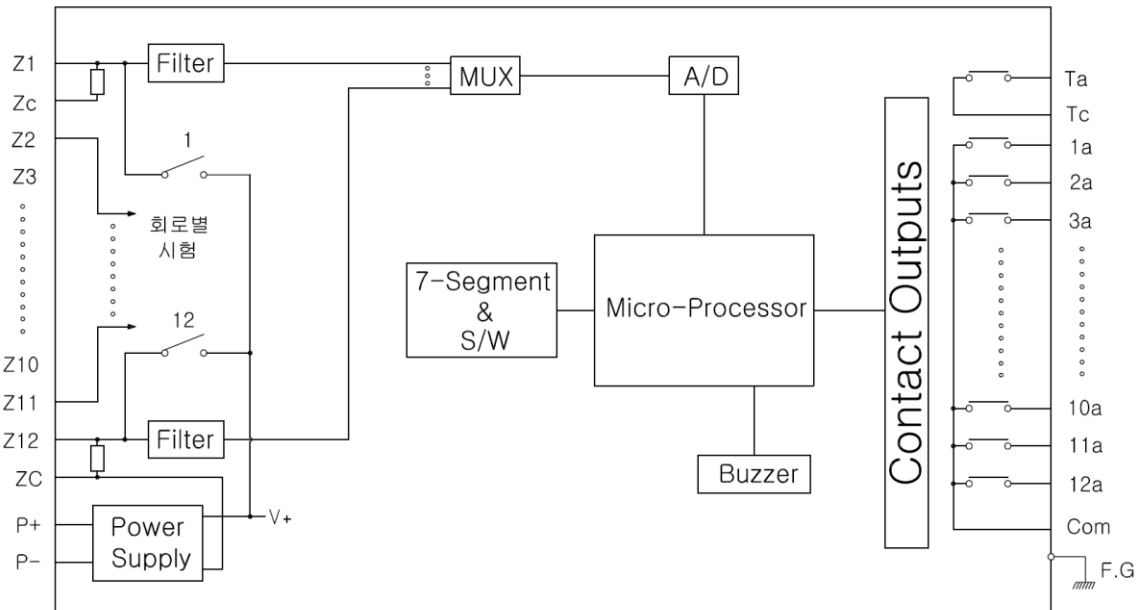 Z1
Zc
Z2
Z3
Z10
Z11
Z12
ZC
P+
P-
Filter
1
회로별
시험
12
Filter
Power
Supply
V+
MUX
A/D
7-Segment
&
S/W
Micro-Processor
Buzzer
Contact Outputs
Ta
Tc
1a
2a
3a
10a
11a
12a
Com
F.G